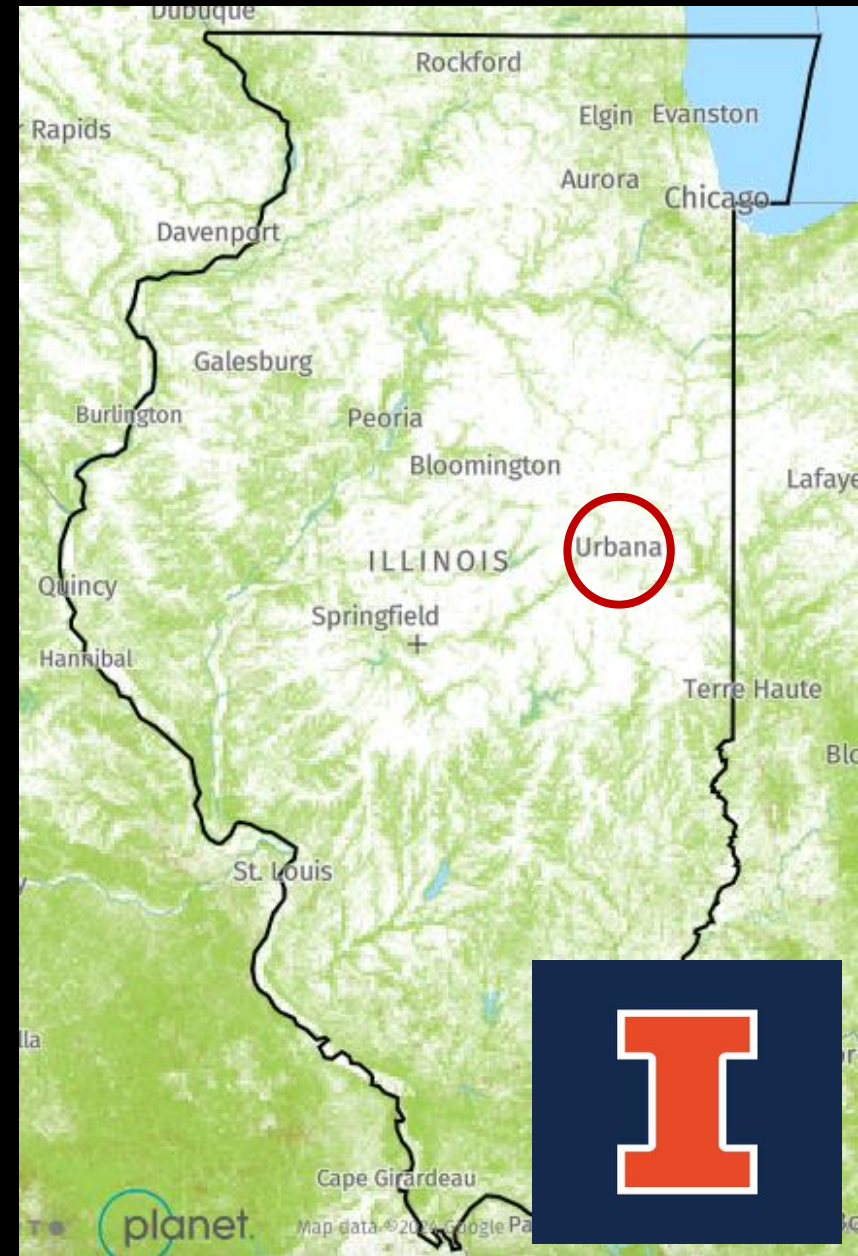 Dubuque
Rockford
Elgin Evanston
Rapids
Aurora
Chicago
Davenport
Galesburg
Burlington
Peoria
Bloomington
Lafaye
Urbana
ILLINOIS
Quincy
Springfield
Hannibal
Terre Haute
Blo
St. Louis
lla
I
Cape Girardeau
planet.
Map data ©2024 Google